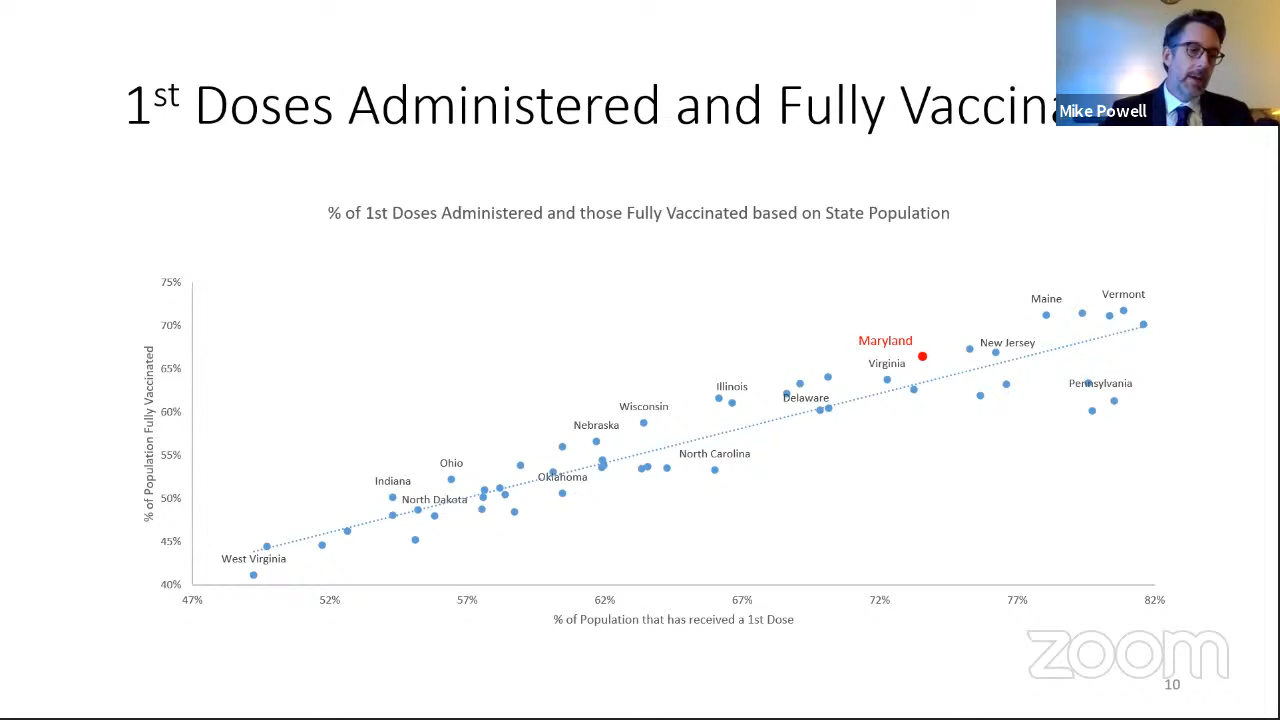 1st Doses Administered and Fully
Mike Powell
% of 1st Doses Administered and those Fully Vaccinated based on State Population
% of Population Fully Vaccinated
75%
70%
65%
60%
55%
50%
45%
40%
Maine
Vermont
Maryland
New Jersey
Virginia
Pennsylvania
Illinois
Delaware
Wisconsin
Nebraska
North Carolina
Ohio
Oklahoma
Indiana
North Dakota
West Virginia
47%
52%
57%
62%
67%
72%
77%
82%
% of Population that has received a 1st Dose
zoom
10